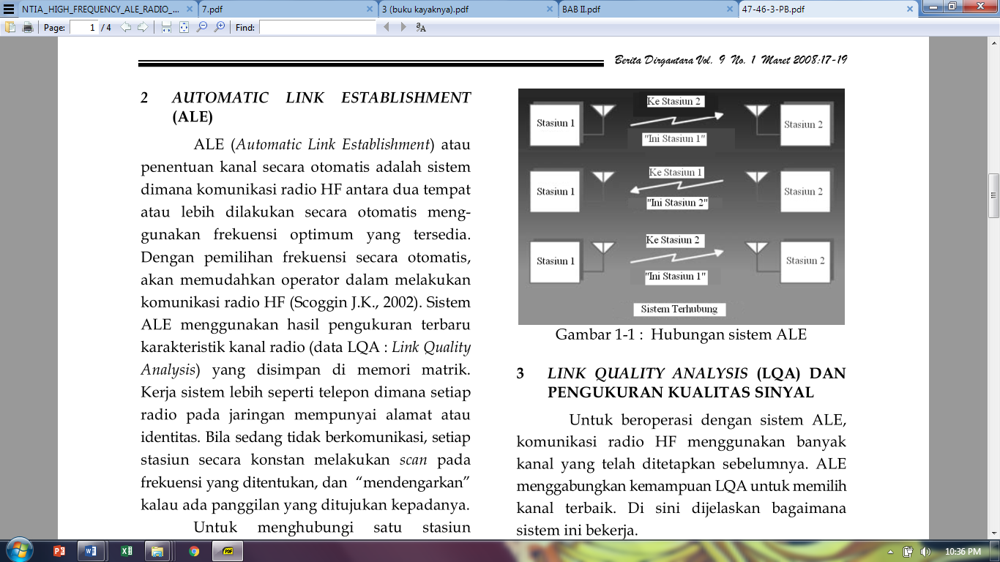 NTIA_HIGH_FREQUENCY_ALE_RADIO_...
7.pdf
3 (buku kayaknya).pdf
BAB II.pdf
47-46-3-PB.pdf
Page: 1 / 4
Find:
Berita Dirgantara Vol. 9 No. 1 Maret 2008:17-19
2 AUTOMATIC LINK ESTABLISHMENT
(ALE)
ALE (Automatic Link Establishment) atau
penentuan kanal secara otomatis adalah sistem
dimana komunikasi radio HF antara dua tempat
atau lebih dilakukan secara otomatis meng-
gunakan frekuensi optimum yang tersedia.
Dengan pemilihan frekuensi secara otomatis,
akan memudahkan operator dalam melakukan
komunikasi radio HF (Scoggin J.K., 2002). Sistem
ALE menggunakan hasil pengukuran terbaru
karakteristik kanal radio (data LQA : Link Quality
Analysis) yang disimpan di memori matrik.
Kerja sistem lebih seperti telepon dimana setiap
radio pada jaringan mempunyai alamat atau
identitas. Bila sedang tidak berkomunikasi, setiap
stasiun secara konstan melakukan scan pada
frekuensi yang ditentukan, dan “mendengarkan”
kalau ada panggilan yang ditujukan kepadanya.
Untuk menghubungi satu stasiun
Ke Stasiun 2
Stasiun 1
Stasiun 2
"Ini Stasiun 1"
Ke Stasiun 1
Stasiun 1
Stasiun 2
"Ini Stasiun 2"
Ke Stasiun 2
Stasiun 1
Stasiun 2
"Ini Stasiun 1"
Sistem Terhubung
Gambar 1-1 : Hubungan sistem ALE
3 LINK QUALITY ANALYSIS (LQA) DAN
PENGUKURAN KUALITAS SINYAL
Untuk beroperasi dengan sistem ALE,
komunikasi radio HF menggunakan banyak
kanal yang telah ditetapkan sebelumnya. ALE
menggabungkan kemampuan LQA untuk memilih
kanal terbaik. Di sini dijelaskan bagaimana
sistem ini bekerja.
10:36 PM